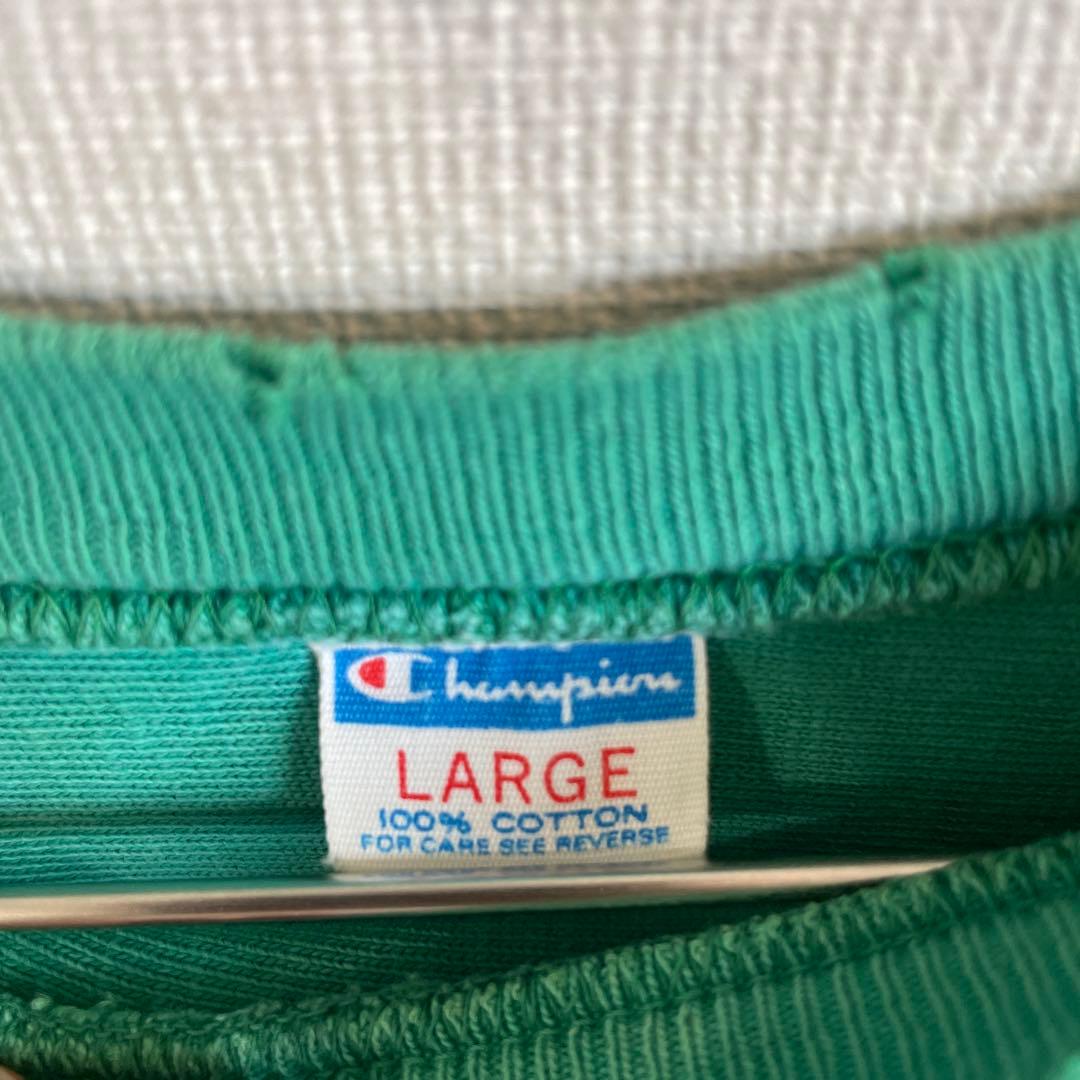 Champion
LARGE
100% COTTON
FOR CARE SEE REVERSE